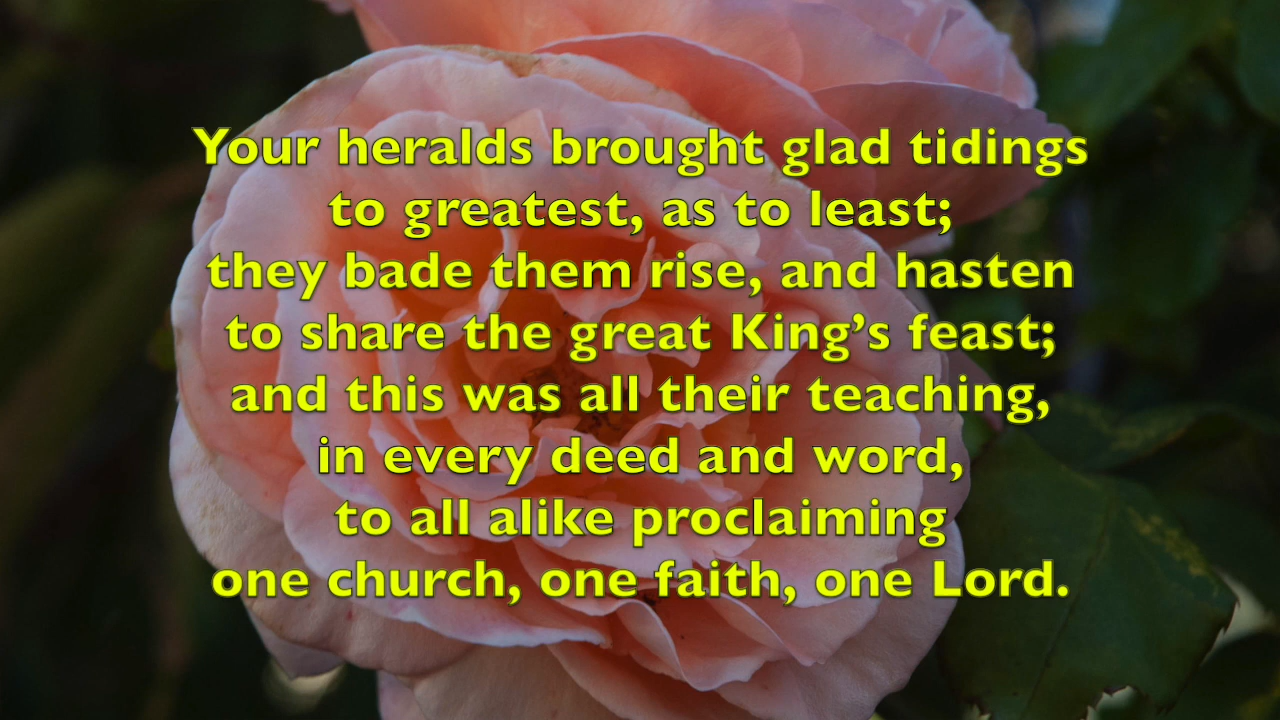 Your heralds brought glad tidings
to greatest, as to least;
they bade them rise, and hasten
to share the great King’s feast;
and this was all their teaching,
in every deed and word,
to all alike proclaiming
one church, one faith, one Lord.